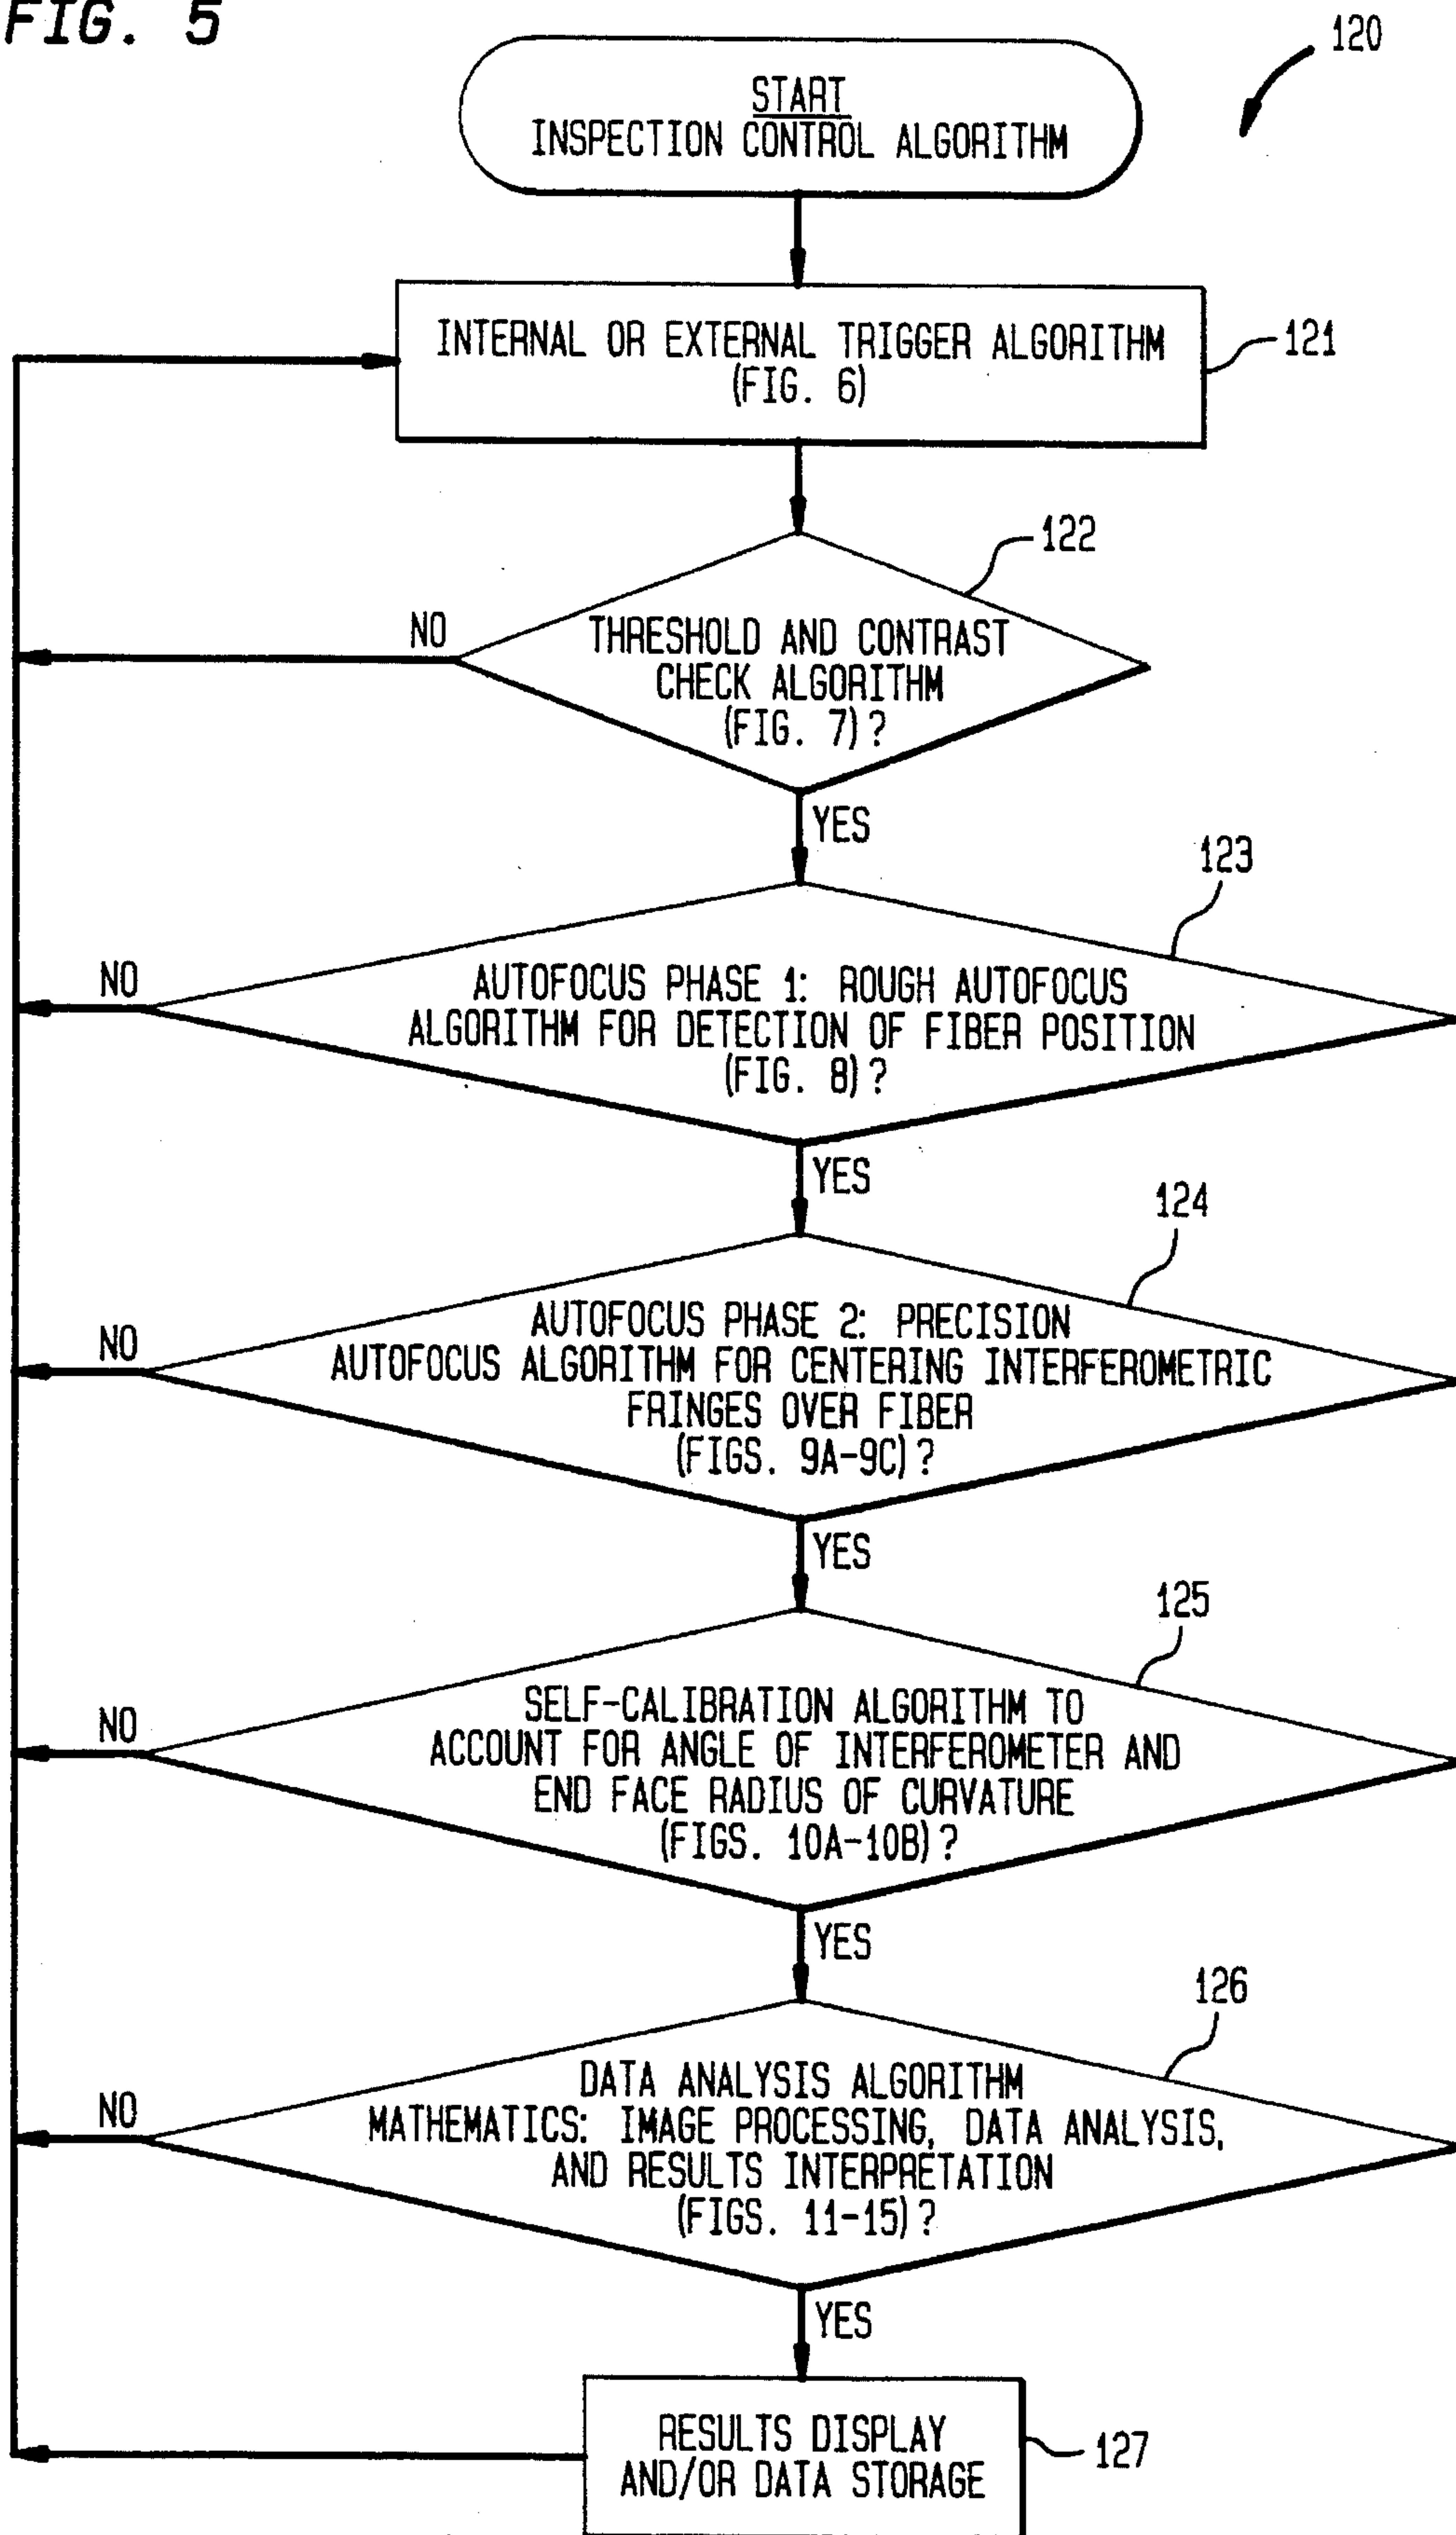 FIG. 5
120
START
INSPECTION CONTROL ALGORITHM
INTERNAL OR EXTERNAL TRIGGER ALGORITHM
(FIG. 6)
121
122
NO
THRESHOLD AND CONTRAST
CHECK ALGORITHM
(FIG. 7)?
YES
123
NO
AUTOFOCUS PHASE 1: ROUGH AUTOFOCUS
ALGORITHM FOR DETECTION OF FIBER POSITION
(FIG. 8)?
YES
124
NO
AUTOFOCUS PHASE 2: PRECISION
AUTOFOCUS ALGORITHM FOR CENTERING INTERFEROMETRIC
FRINGES OVER FIBER
(FIGS. 9A-9C)?
YES
125
NO
SELF-CALIBRATION ALGORITHM TO
ACCOUNT FOR ANGLE OF INTERFEROMETER AND
END FACE RADIUS OF CURVATURE
(FIGS. 10A-10B)?
YES
126
NO
DATA ANALYSIS ALGORITHM
MATHEMATICS: IMAGE PROCESSING, DATA ANALYSIS,
AND RESULTS INTERPRETATION
(FIGS. 11-15)?
YES
RESULTS DISPLAY
AND/OR DATA STORAGE
127